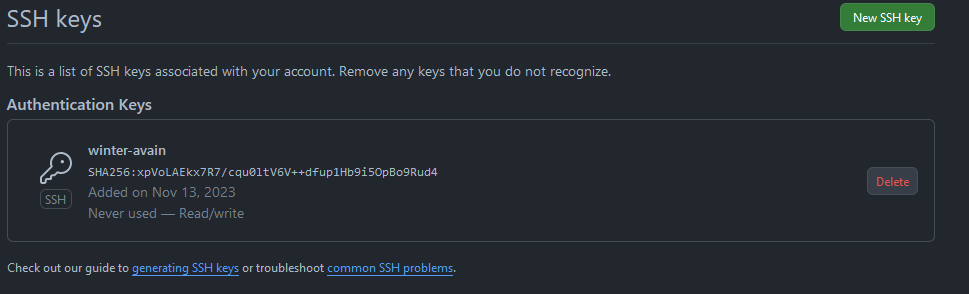 SSH keys
New SSH key
This is a list of SSH keys associated with your account. Remove any keys that you do not recognize.
Authentication Keys
winter-avain
SHA256:xpVoLAEkx7R7/cqu0ltV6V++dfup1Hb9i5OpBo9Rud4
Added on Nov 13, 2023
Never used — Read/write
SSH
Delete
Check out our guide to generating SSH keys or troubleshoot common SSH problems.